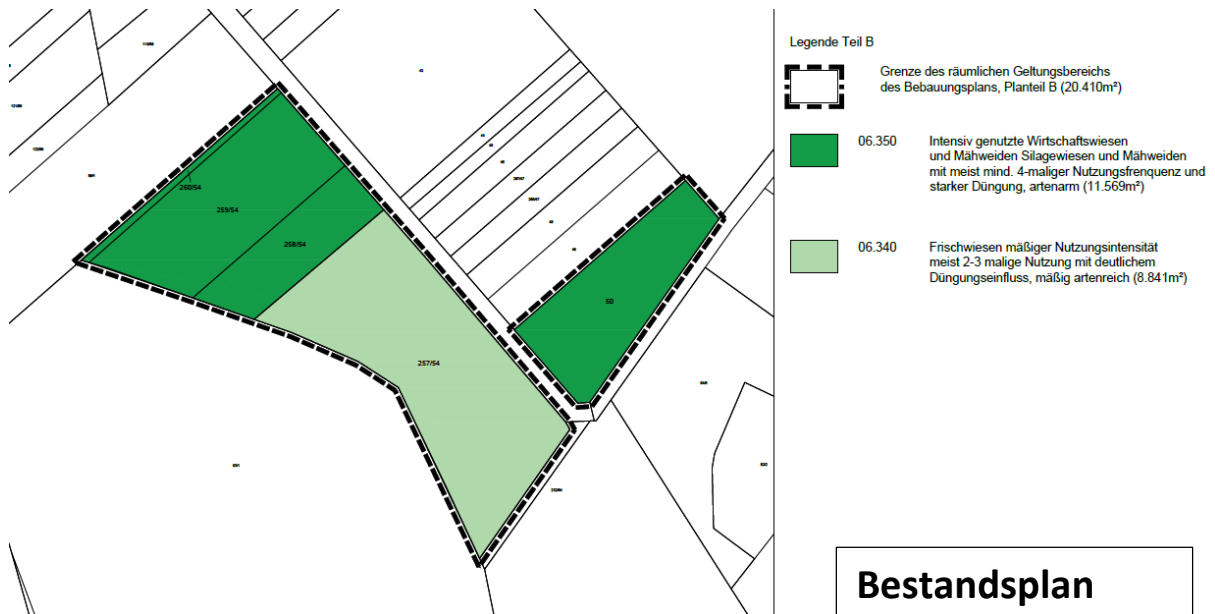 260/54
259/54
258/54
257/54
50
Legende Teil B
Grenze des räumlichen Geltungsbereichs
des Bebauungsplans, Planteil B (20.410m²)
06.350
Intensiv genutzte Wirtschaftswiesen
und Mähweiden Silagewiesen und Mähweiden
mit meist mind. 4-maliger Nutzungsfrequenz und
starker Düngung, artenarm (11.569m²)
06.340
Frischwiesen mäßiger Nutzungsintensität
meist 2-3 malige Nutzung mit deutlichem
Düngungseinfluss, mäßig artenreich (8.841m²)
Bestandsplan